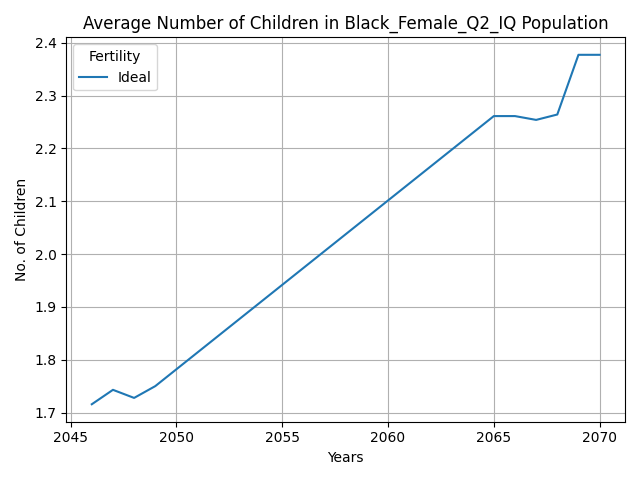 Average Number of Children in Black_Female_Q2_IQ Population
Fertility
Ideal
No. of Children
2.4
2.3
2.2
2.1
2.0
1.9
1.8
1.7
2045 2050 2055 2060 2065 2070
Years